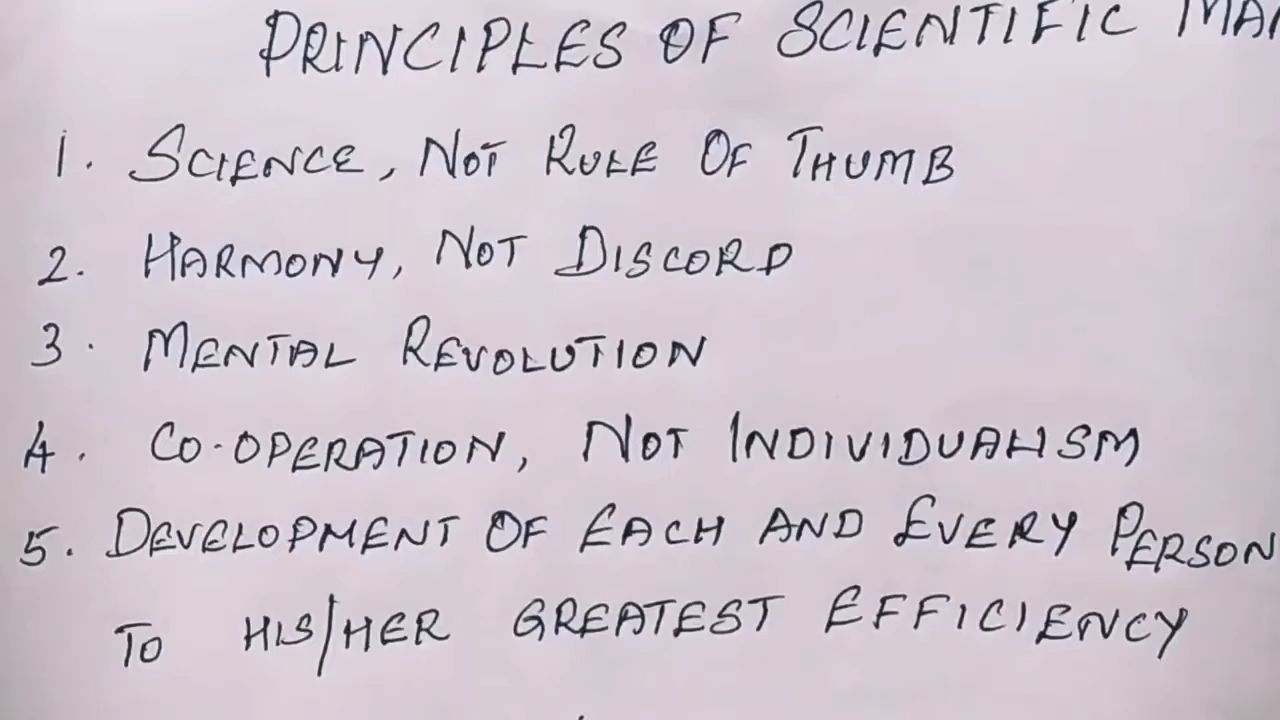 PRINCIPLES OF SCIENTIFIC MA
1. SCIENCE, NOT RULE OF THUMB
2. HARMONY, NOT DISCORD
3. MENTAL REVOLUTION
4. CO-OPERATION, NOT INDIVIDUALISM
5. DEVELOPMENT OF EACH AND EVERY PERSON
TO HIS/HER GREATEST EFFICIENCY